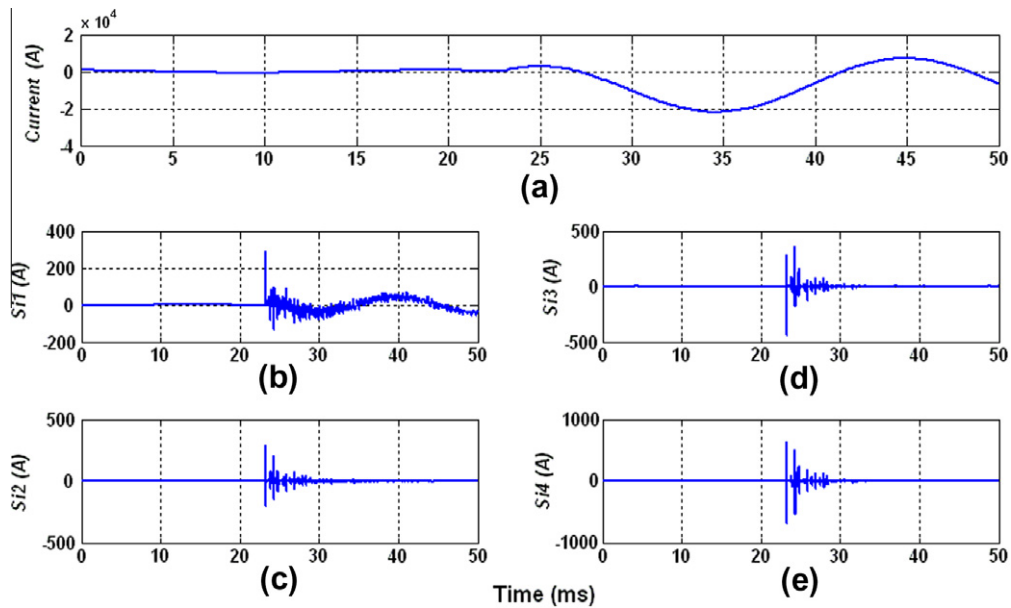 × 10⁴
2
0
-2
-4
Current (A)
0 5 10 15 20 25 30 35 40 45 50
(a)
400
200
0
-200
Si1 (A)
0 10 20 30 40 50
(b)
500
0
-500
Si3 (A)
0 10 20 30 40 50
(d)
500
0
-500
Si2 (A)
0 10 20 30 40 50
(c)
1000
0
-1000
Si4 (A)
0 10 20 30 40 50
(e)
Time (ms)